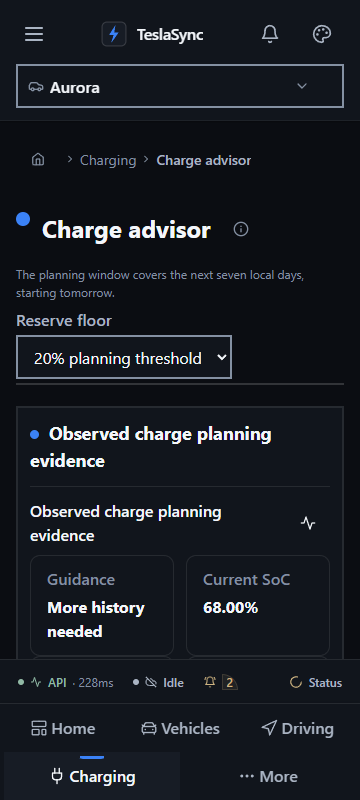 TeslaSync
Aurora
Charging
Charge advisor
Charge advisor
The planning window covers the next seven local days,
starting tomorrow.
Reserve floor
20% planning threshold
Observed charge planning
evidence
Observed charge planning
evidence
Guidance
Current SoC
More history
needed
68.00%
API · 228ms
Idle
2
Status
Home
Vehicles
Driving
Charging
More